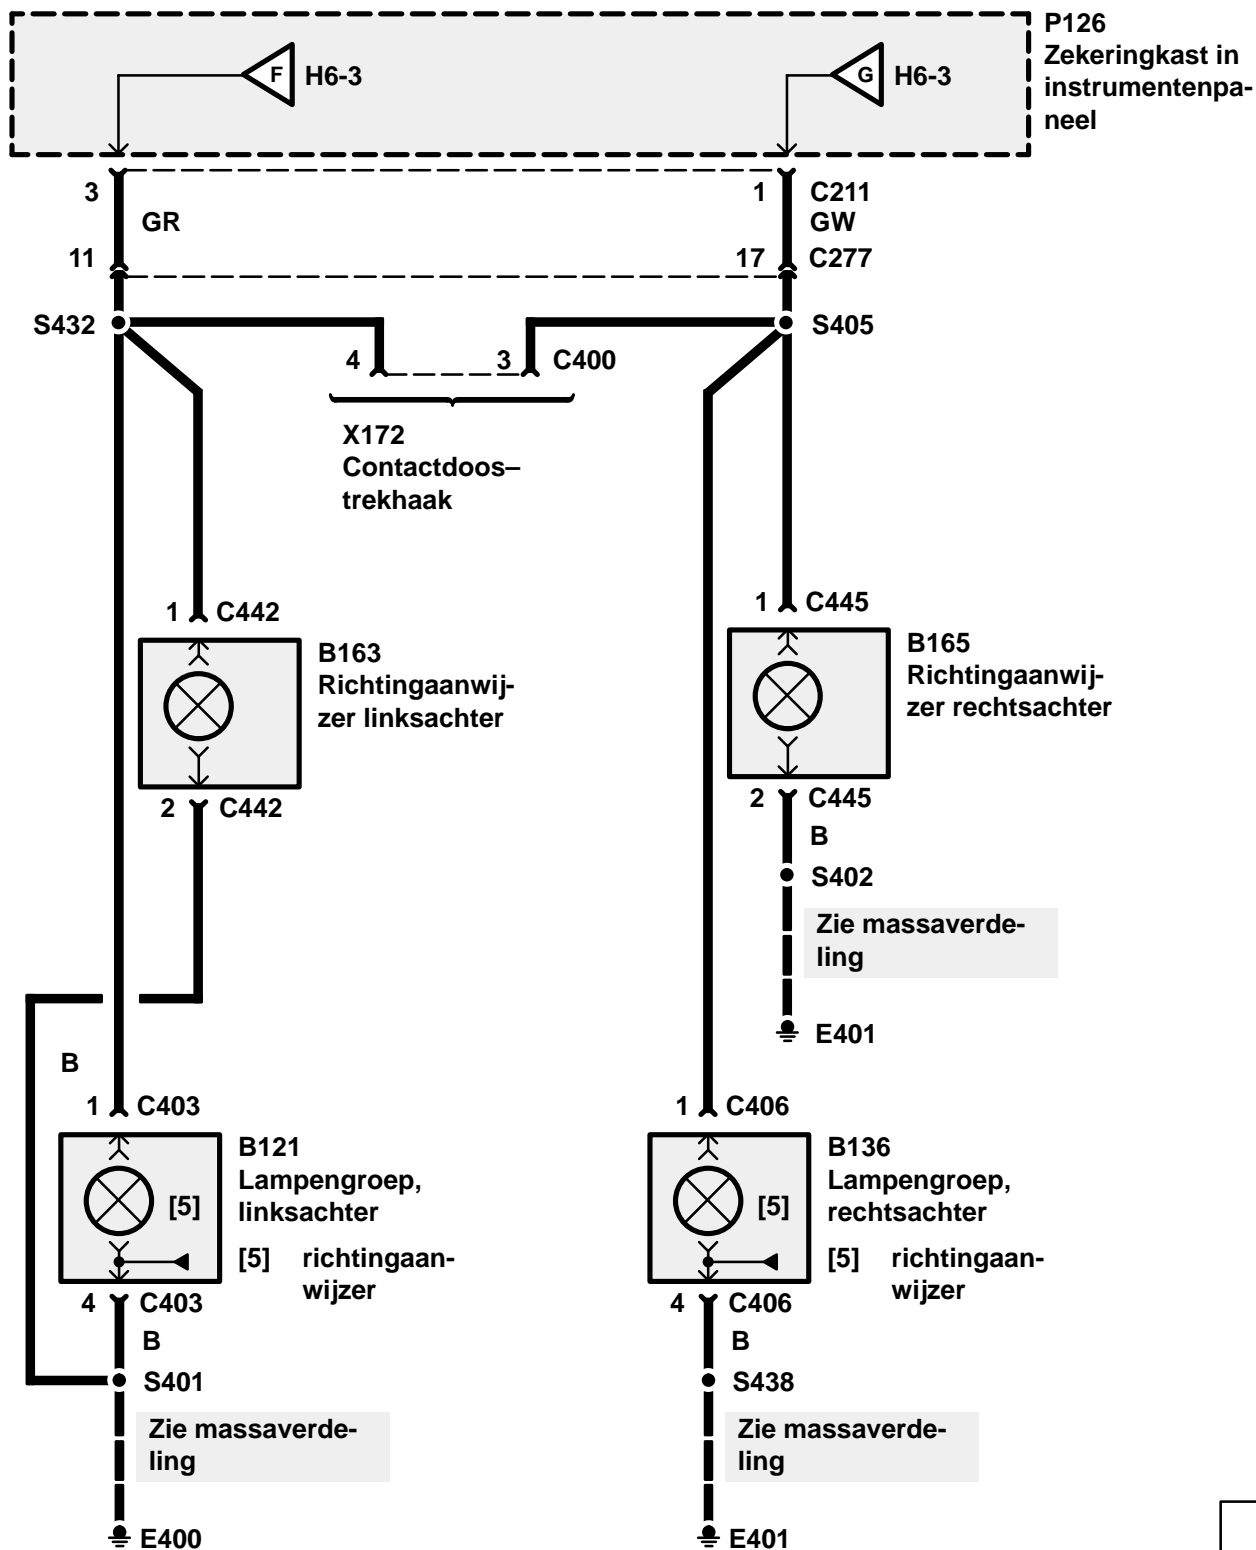 P126
Zekeringkast in
instrumentenpa-
neel
F
H6-3
G
H6-3
3
1
C211
GR
GW
11
17
C277
S432
S405
4
3
C400
X172
Contactdoos–
trekhaak
1
C442
B163
Richtingaanwij-
zer linksachter
2
C442
1
C445
B165
Richtingaanwij-
zer rechtsachter
2
C445
B
S402
Zie massaverde-
ling
E401
B
1
C403
B121
Lampengroep,
linksachter
[5]
[5] richtingaan-
wijzer
4
C403
B
S401
Zie massaverde-
ling
E400
1
C406
B136
Lampengroep,
rechtsachter
[5]
[5] richtingaan-
wijzer
4
C406
B
S438
Zie massaverde-
ling
E401